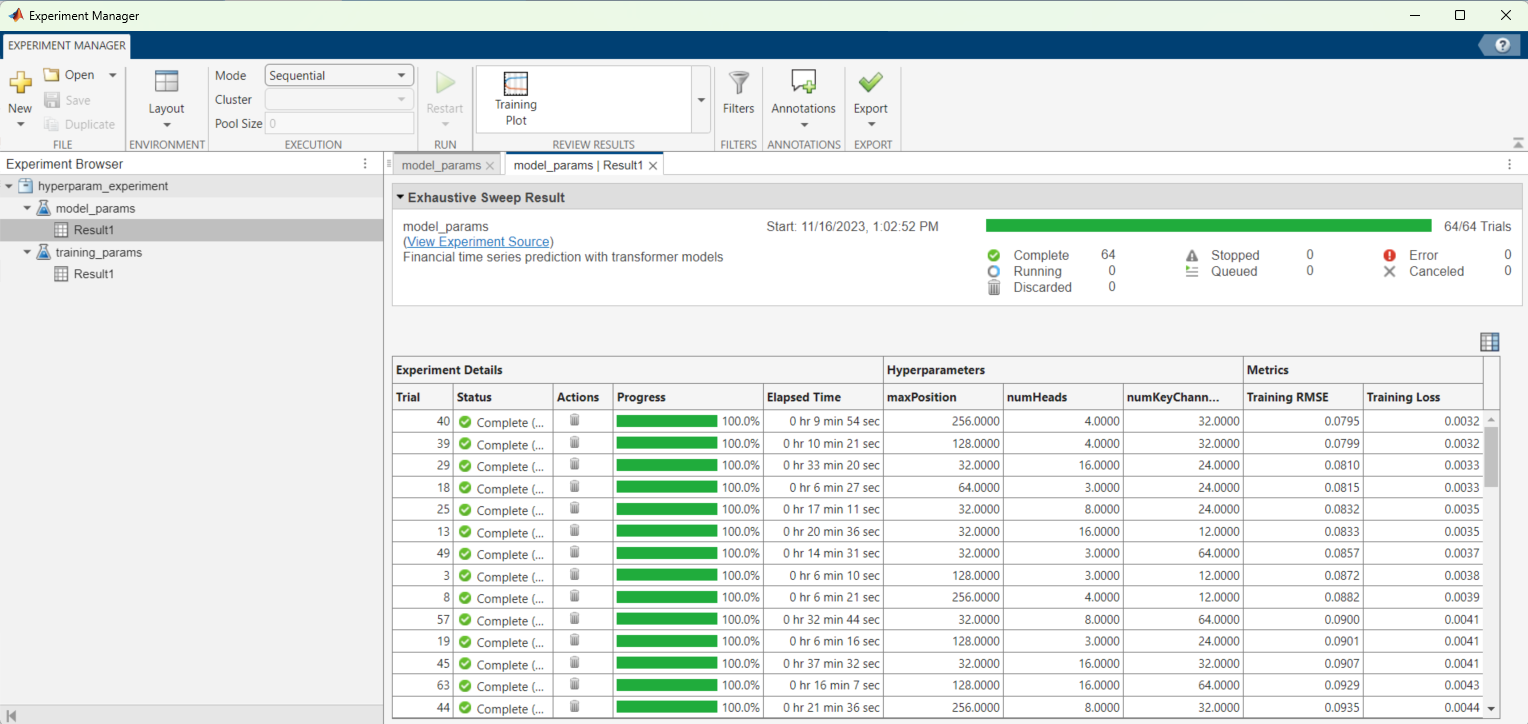 Experiment Manager
EXPERIMENT MANAGER
?
New
Open
Save
Duplicate
FILE
Layout
ENVIRONMENT
Mode Sequential
Cluster
Pool Size 0
EXECUTION
Restart
RUN
Training
Plot
REVIEW RESULTS
Filters
FILTERS
Annotations
ANNOTATIONS
Export
EXPORT
Experiment Browser
hyperparam_experiment
model_params
Result1
training_params
Result1
model_params
model_params | Result1
Exhaustive Sweep Result
model_params
(View Experiment Source)
Financial time series prediction with transformer models
Start: 11/16/2023, 1:02:52 PM
64/64 Trials
Complete 64 Stopped 0 Error 0
Running 0 Queued 0 Canceled 0
Discarded 0
Experiment Details Hyperparameters Metrics
Trial Status Actions Progress Elapsed Time maxPosition numHeads numKeyChann... Training RMSE Training Loss
40 Complete (... 100.0% 0 hr 9 min 54 sec 256.0000 4.0000 32.0000 0.0795 0.0032
39 Complete (... 100.0% 0 hr 10 min 21 sec 128.0000 4.0000 32.0000 0.0799 0.0032
29 Complete (... 100.0% 0 hr 33 min 20 sec 32.0000 16.0000 24.0000 0.0810 0.0033
18 Complete (... 100.0% 0 hr 6 min 27 sec 64.0000 3.0000 24.0000 0.0815 0.0033
25 Complete (... 100.0% 0 hr 17 min 11 sec 32.0000 8.0000 24.0000 0.0832 0.0035
13 Complete (... 100.0% 0 hr 20 min 36 sec 32.0000 16.0000 12.0000 0.0833 0.0035
49 Complete (... 100.0% 0 hr 14 min 31 sec 32.0000 3.0000 64.0000 0.0857 0.0037
3 Complete (... 100.0% 0 hr 6 min 10 sec 128.0000 3.0000 12.0000 0.0872 0.0038
8 Complete (... 100.0% 0 hr 6 min 21 sec 256.0000 4.0000 12.0000 0.0882 0.0039
57 Complete (... 100.0% 0 hr 32 min 44 sec 32.0000 8.0000 64.0000 0.0900 0.0041
19 Complete (... 100.0% 0 hr 6 min 16 sec 128.0000 3.0000 24.0000 0.0901 0.0041
45 Complete (... 100.0% 0 hr 37 min 32 sec 32.0000 16.0000 32.0000 0.0907 0.0041
63 Complete (... 100.0% 0 hr 16 min 7 sec 128.0000 16.0000 64.0000 0.0929 0.0043
44 Complete (... 100.0% 0 hr 21 min 36 sec 256.0000 8.0000 32.0000 0.0935 0.0044